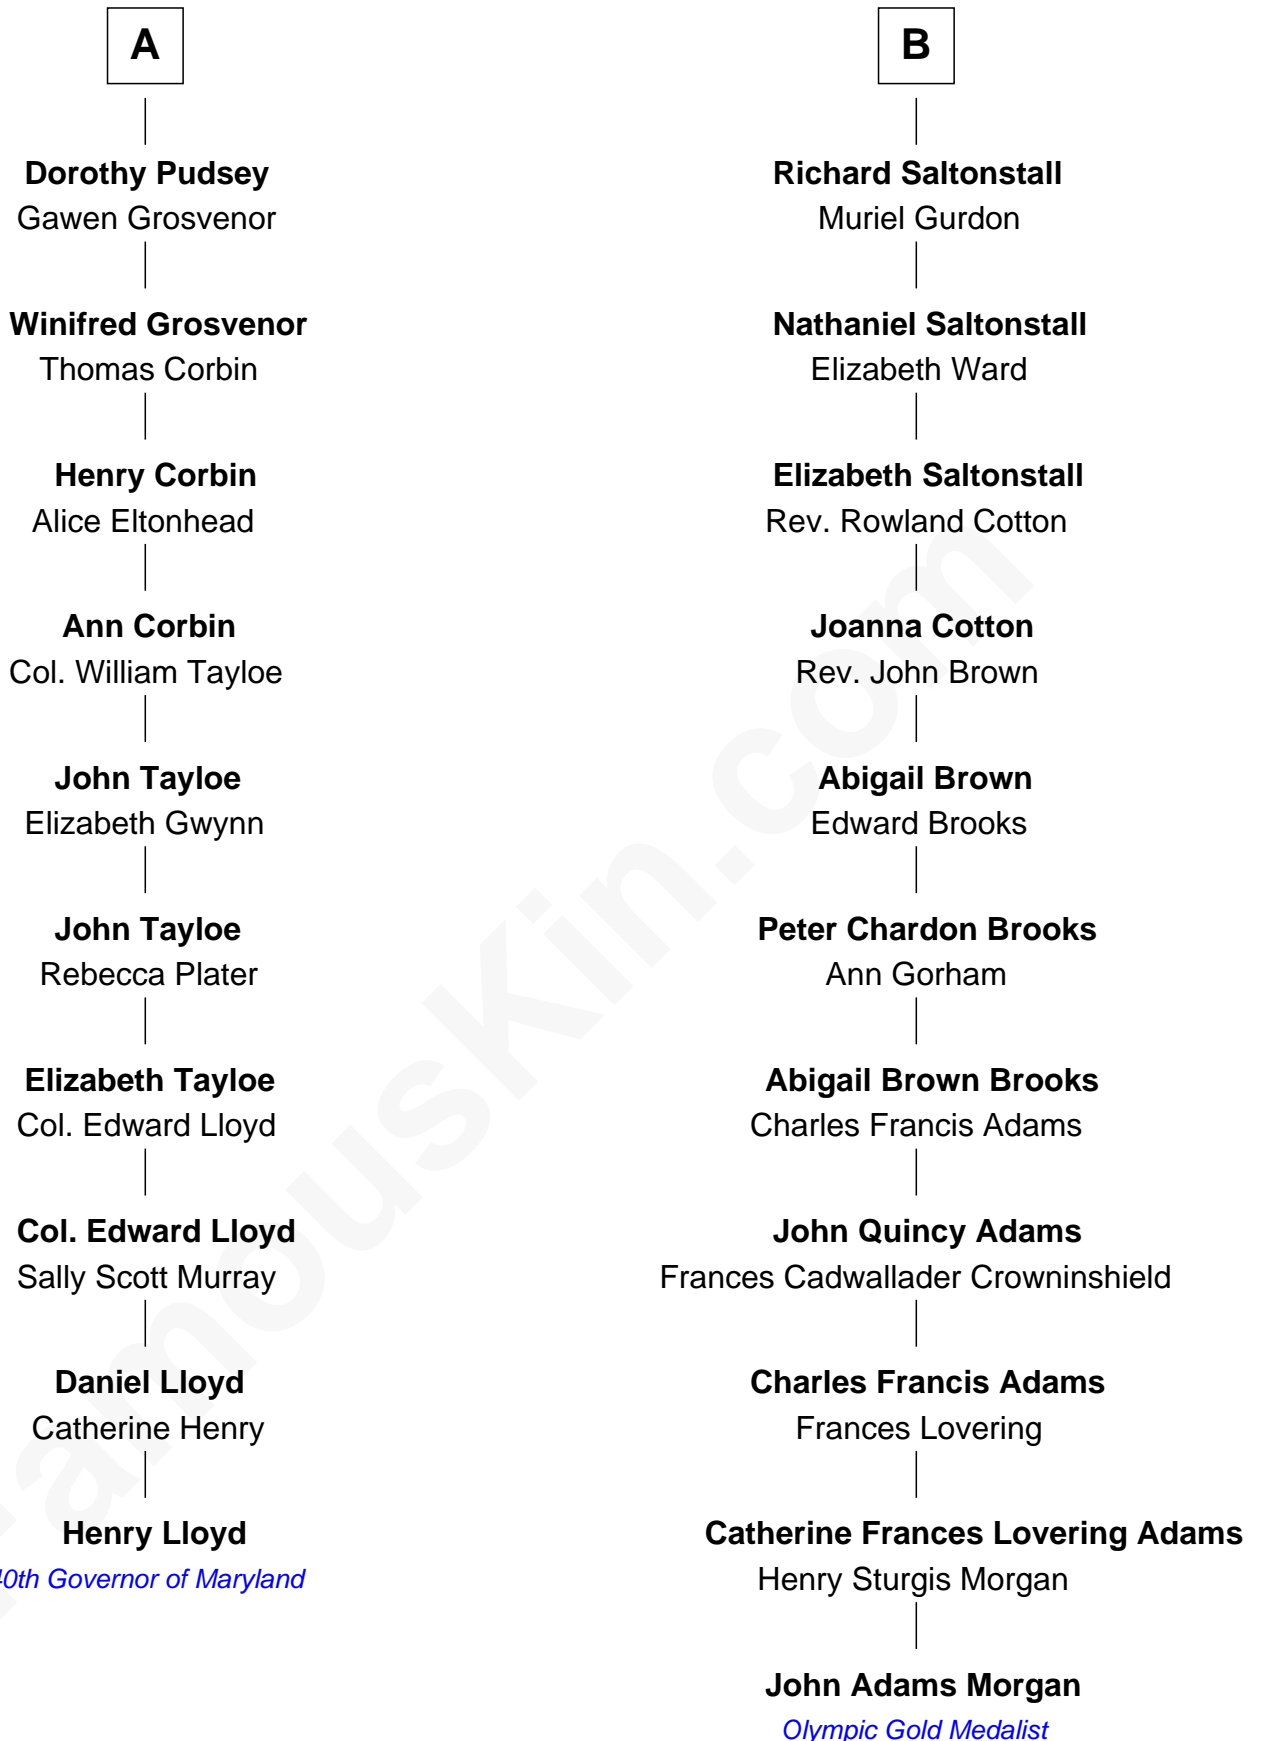 A
Dorothy Pudsey
Gawen Grosvenor
Winifred Grosvenor
Thomas Corbin
Henry Corbin
Alice Eltonhead
Ann Corbin
Col. William Tayloe
John Tayloe
Elizabeth Gwynn
John Tayloe
Rebecca Plater
Elizabeth Tayloe
Col. Edward Lloyd
Col. Edward Lloyd
Sally Scott Murray
Daniel Lloyd
Catherine Henry
Henry Lloyd
40th Governor of Maryland
B
Richard Saltonstall
Muriel Gurdon
Nathaniel Saltonstall
Elizabeth Ward
Elizabeth Saltonstall
Rev. Rowland Cotton
Joanna Cotton
Rev. John Brown
Abigail Brown
Edward Brooks
Peter Chardon Brooks
Ann Gorham
Abigail Brown Brooks
Charles Francis Adams
John Quincy Adams
Frances Cadwallader Crowninshield
Charles Francis Adams
Frances Lovering
Catherine Frances Lovering Adams
Henry Sturgis Morgan
John Adams Morgan
Olympic Gold Medalist
FamousKin.com